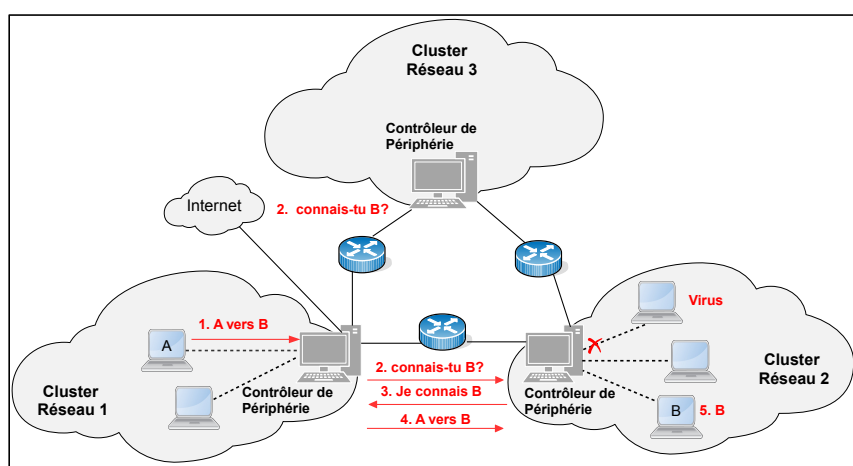 Cluster
Réseau 3
Contrôleur de
Périphérie
Internet
2. connais-tu B?
1. A vers B
A
Cluster
Réseau 1
Contrôleur de
Périphérie
2. connais-tu B?
3. Je connais B
4. A vers B
Virus
Cluster
Réseau 2
Contrôleur de
Périphérie
B
5. B